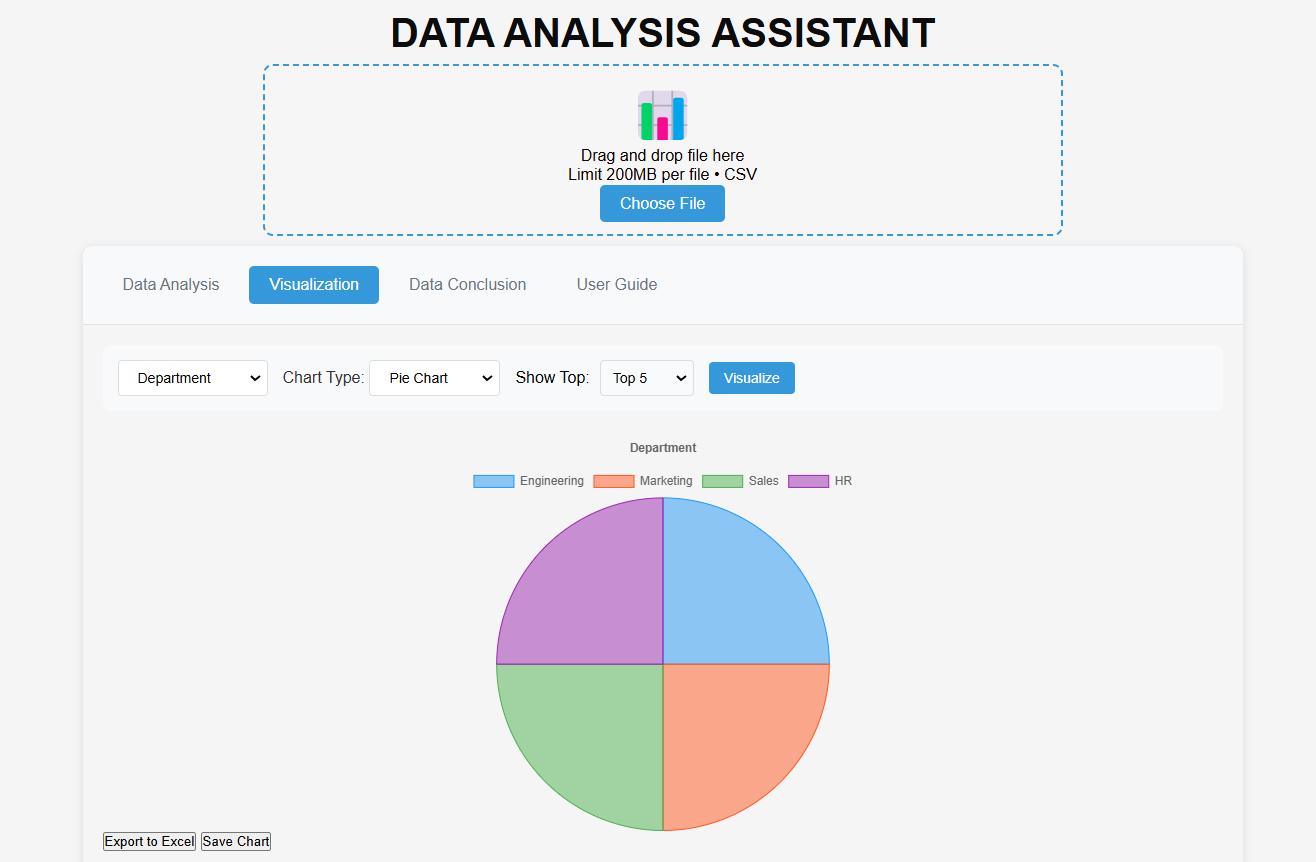 DATA ANALYSIS ASSISTANT
Drag and drop file here
Limit 200MB per file • CSV
Choose File
Data Analysis Visualization Data Conclusion User Guide
Department Chart Type: Pie Chart Show Top: Top 5 Visualize
Department
Engineering Marketing Sales HR
Export to Excel Save Chart